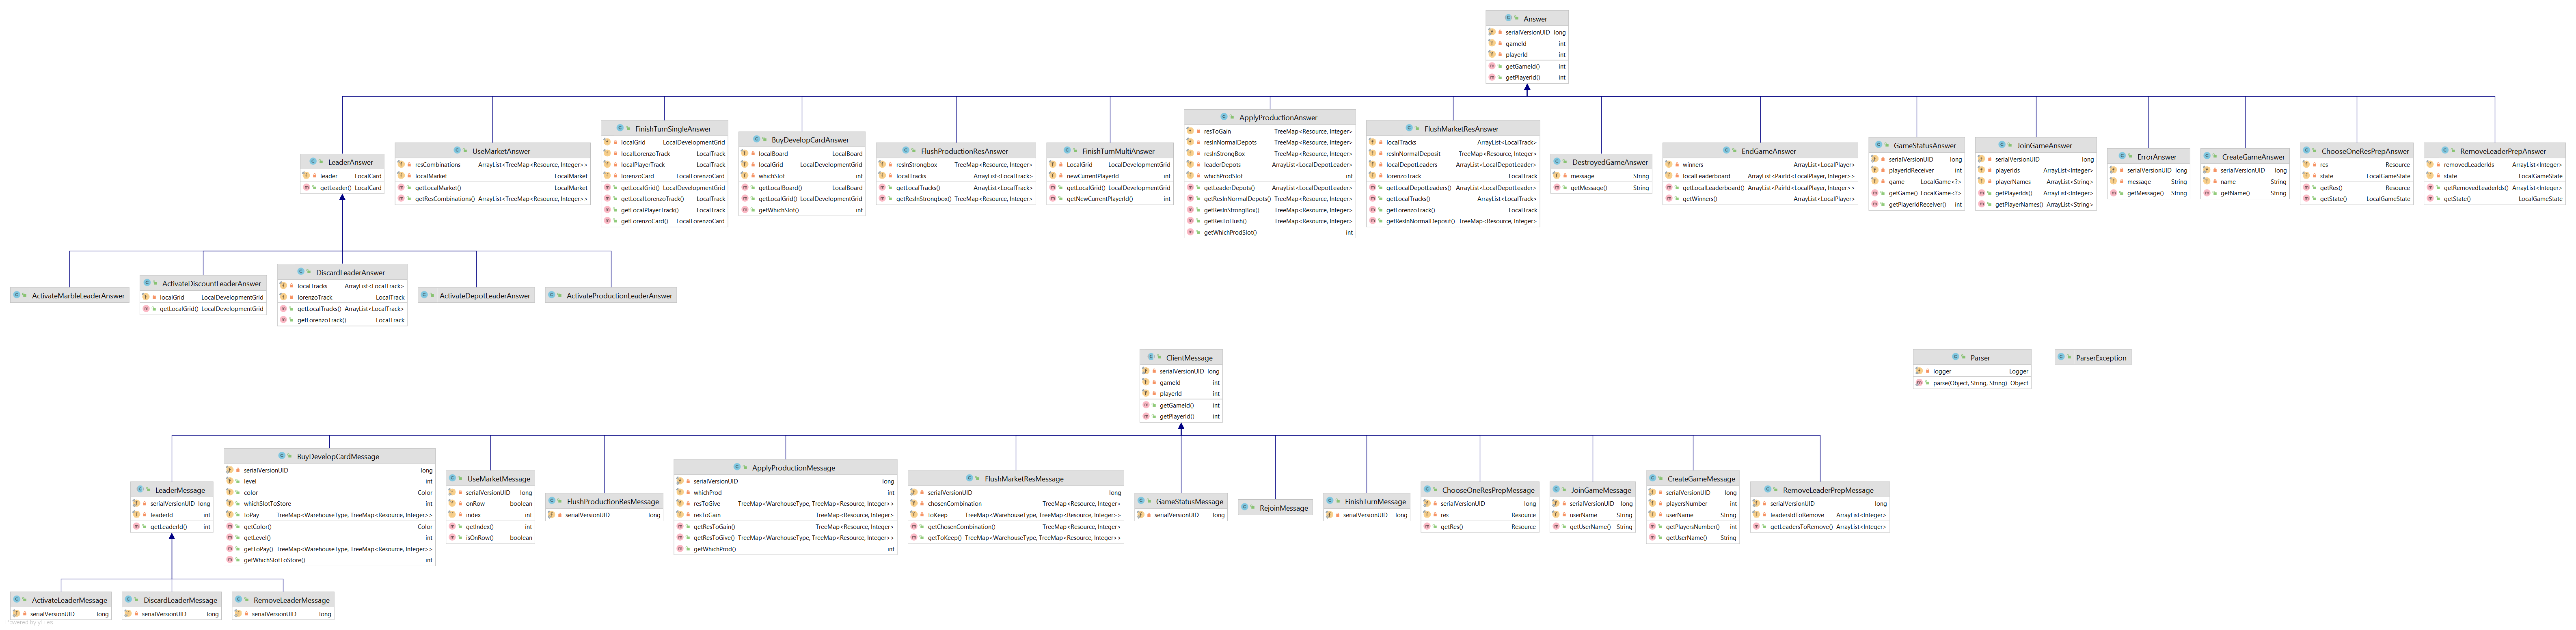 Answer
serialVersionUID long
gameId int
playerId int
getGameId() int
getPlayerId() int
LeaderAnswer
leader LocalCard
getLeader() LocalCard
UseMarketAnswer
resCombinations ArrayList<TreeMap<Resource, Integer>>
localMarket LocalMarket
getLocalMarket() LocalMarket
getResCombinations() ArrayList<TreeMap<Resource, Integer>>
FinishTurnSingleAnswer
localGrid LocalDevelopmentGrid
localLorenzoTrack LocalTrack
localPlayerTrack LocalTrack
lorenzoCard LocalLorenzoCard
getLocalGrid() LocalDevelopmentGrid
getLocalLorenzoTrack() LocalTrack
getLocalPlayerTrack() LocalTrack
getLorenzoCard() LocalLorenzoCard
BuyDevelopCardAnswer
localBoard LocalBoard
localGrid LocalDevelopmentGrid
whichSlot int
getLocalBoard() LocalBoard
getLocalGrid() LocalDevelopmentGrid
getWhichSlot() int
FlushProductionResAnswer
resInStrongbox TreeMap<Resource, Integer>
localTracks ArrayList<LocalTrack>
getLocalTracks() ArrayList<LocalTrack>
getResInStrongbox() TreeMap<Resource, Integer>
FinishTurnMultiAnswer
LocalGrid LocalDevelopmentGrid
newCurrentPlayerId int
getLocalGrid() LocalDevelopmentGrid
getNewCurrentPlayerId() int
ApplyProductionAnswer
resToGain TreeMap<Resource, Integer>
resInNormalDepots TreeMap<Resource, Integer>
resInStrongBox TreeMap<Resource, Integer>
leaderDepots ArrayList<LocalDepotLeader>
whichProdSlot int
getLeaderDepots() ArrayList<LocalDepotLeader>
getResInNormalDepots() TreeMap<Resource, Integer>
getResInStrongBox() TreeMap<Resource, Integer>
getResToFlush() TreeMap<Resource, Integer>
getWhichProdSlot() int
FlushMarketResAnswer
localTracks ArrayList<LocalTrack>
resInNormalDeposit TreeMap<Resource, Integer>
localDepotLeaders ArrayList<LocalDepotLeader>
lorenzoTrack LocalTrack
getLocalDepotLeaders() ArrayList<LocalDepotLeader>
getLocalTracks() ArrayList<LocalTrack>
getLorenzoTrack() LocalTrack
getResInNormalDeposit() TreeMap<Resource, Integer>
DestroyedGameAnswer
message String
getMessage() String
EndGameAnswer
winners ArrayList<LocalPlayer>
localLeaderboard ArrayList<PairId<LocalPlayer, Integer>>
getLocalLeaderboard() ArrayList<PairId<LocalPlayer, Integer>>
getWinners() ArrayList<LocalPlayer>
GameStatusAnswer
serialVersionUID long
playerIdReceiver int
game LocalGame<?>
getGame() LocalGame<?>
getPlayerIdReceiver() int
JoinGameAnswer
serialVersionUID long
playerIds ArrayList<Integer>
playerNames ArrayList<String>
getPlayerIds() ArrayList<Integer>
getPlayerNames() ArrayList<String>
ErrorAnswer
serialVersionUID long
message String
getMessage() String
CreateGameAnswer
serialVersionUID long
name String
getName() String
ChooseOneResPrepAnswer
res Resource
state LocalGameState
getRes() Resource
getState() LocalGameState
RemoveLeaderPrepAnswer
removedLeaderIds ArrayList<Integer>
state LocalGameState
getRemovedLeaderIds() ArrayList<Integer>
getState() LocalGameState
ActivateMarbleLeaderAnswer
ActivateDiscountLeaderAnswer
localGrid LocalDevelopmentGrid
getLocalGrid() LocalDevelopmentGrid
DiscardLeaderAnswer
localTracks ArrayList<LocalTrack>
lorenzoTrack LocalTrack
getLocalTracks() ArrayList<LocalTrack>
getLorenzoTrack() LocalTrack
ActivateDepotLeaderAnswer
ActivateProductionLeaderAnswer
ClientMessage
serialVersionUID long
gameId int
playerId int
getGameId() int
getPlayerId() int
Parser
logger Logger
parse(Object, String, String) Object
ParserException
LeaderMessage
serialVersionUID long
leaderId int
getLeaderId() int
BuyDevelopCardMessage
serialVersionUID long
level int
color Color
whichSlotToStore int
toPay TreeMap<WarehouseType, TreeMap<Resource, Integer>>
getColor() Color
getLevel() int
getToPay() TreeMap<WarehouseType, TreeMap<Resource, Integer>>
getWhichSlotToStore() int
UseMarketMessage
serialVersionUID long
onRow boolean
index int
getIndex() int
isOnRow() boolean
FlushProductionResMessage
serialVersionUID long
ApplyProductionMessage
serialVersionUID long
whichProd int
resToGive TreeMap<WarehouseType, TreeMap<Resource, Integer>>
resToGain TreeMap<Resource, Integer>
getResToGain() TreeMap<Resource, Integer>
getResToGive() TreeMap<WarehouseType, TreeMap<Resource, Integer>>
getWhichProd() int
FlushMarketResMessage
serialVersionUID long
chosenCombination TreeMap<Resource, Integer>
toKeep TreeMap<WarehouseType, TreeMap<Resource, Integer>>
getChosenCombination() TreeMap<Resource, Integer>
getToKeep() TreeMap<WarehouseType, TreeMap<Resource, Integer>>
GameStatusMessage
serialVersionUID long
RejoinMessage
FinishTurnMessage
serialVersionUID long
ChooseOneResPrepMessage
serialVersionUID long
res Resource
getRes() Resource
JoinGameMessage
serialVersionUID long
userName String
getUserName() String
CreateGameMessage
serialVersionUID long
playersNumber int
userName String
getPlayersNumber() int
getUserName() String
RemoveLeaderPrepMessage
serialVersionUID long
leadersIdToRemove ArrayList<Integer>
getLeadersToRemove() ArrayList<Integer>
ActivateLeaderMessage
serialVersionUID long
DiscardLeaderMessage
serialVersionUID long
RemoveLeaderMessage
serialVersionUID long
Powered by yFiles